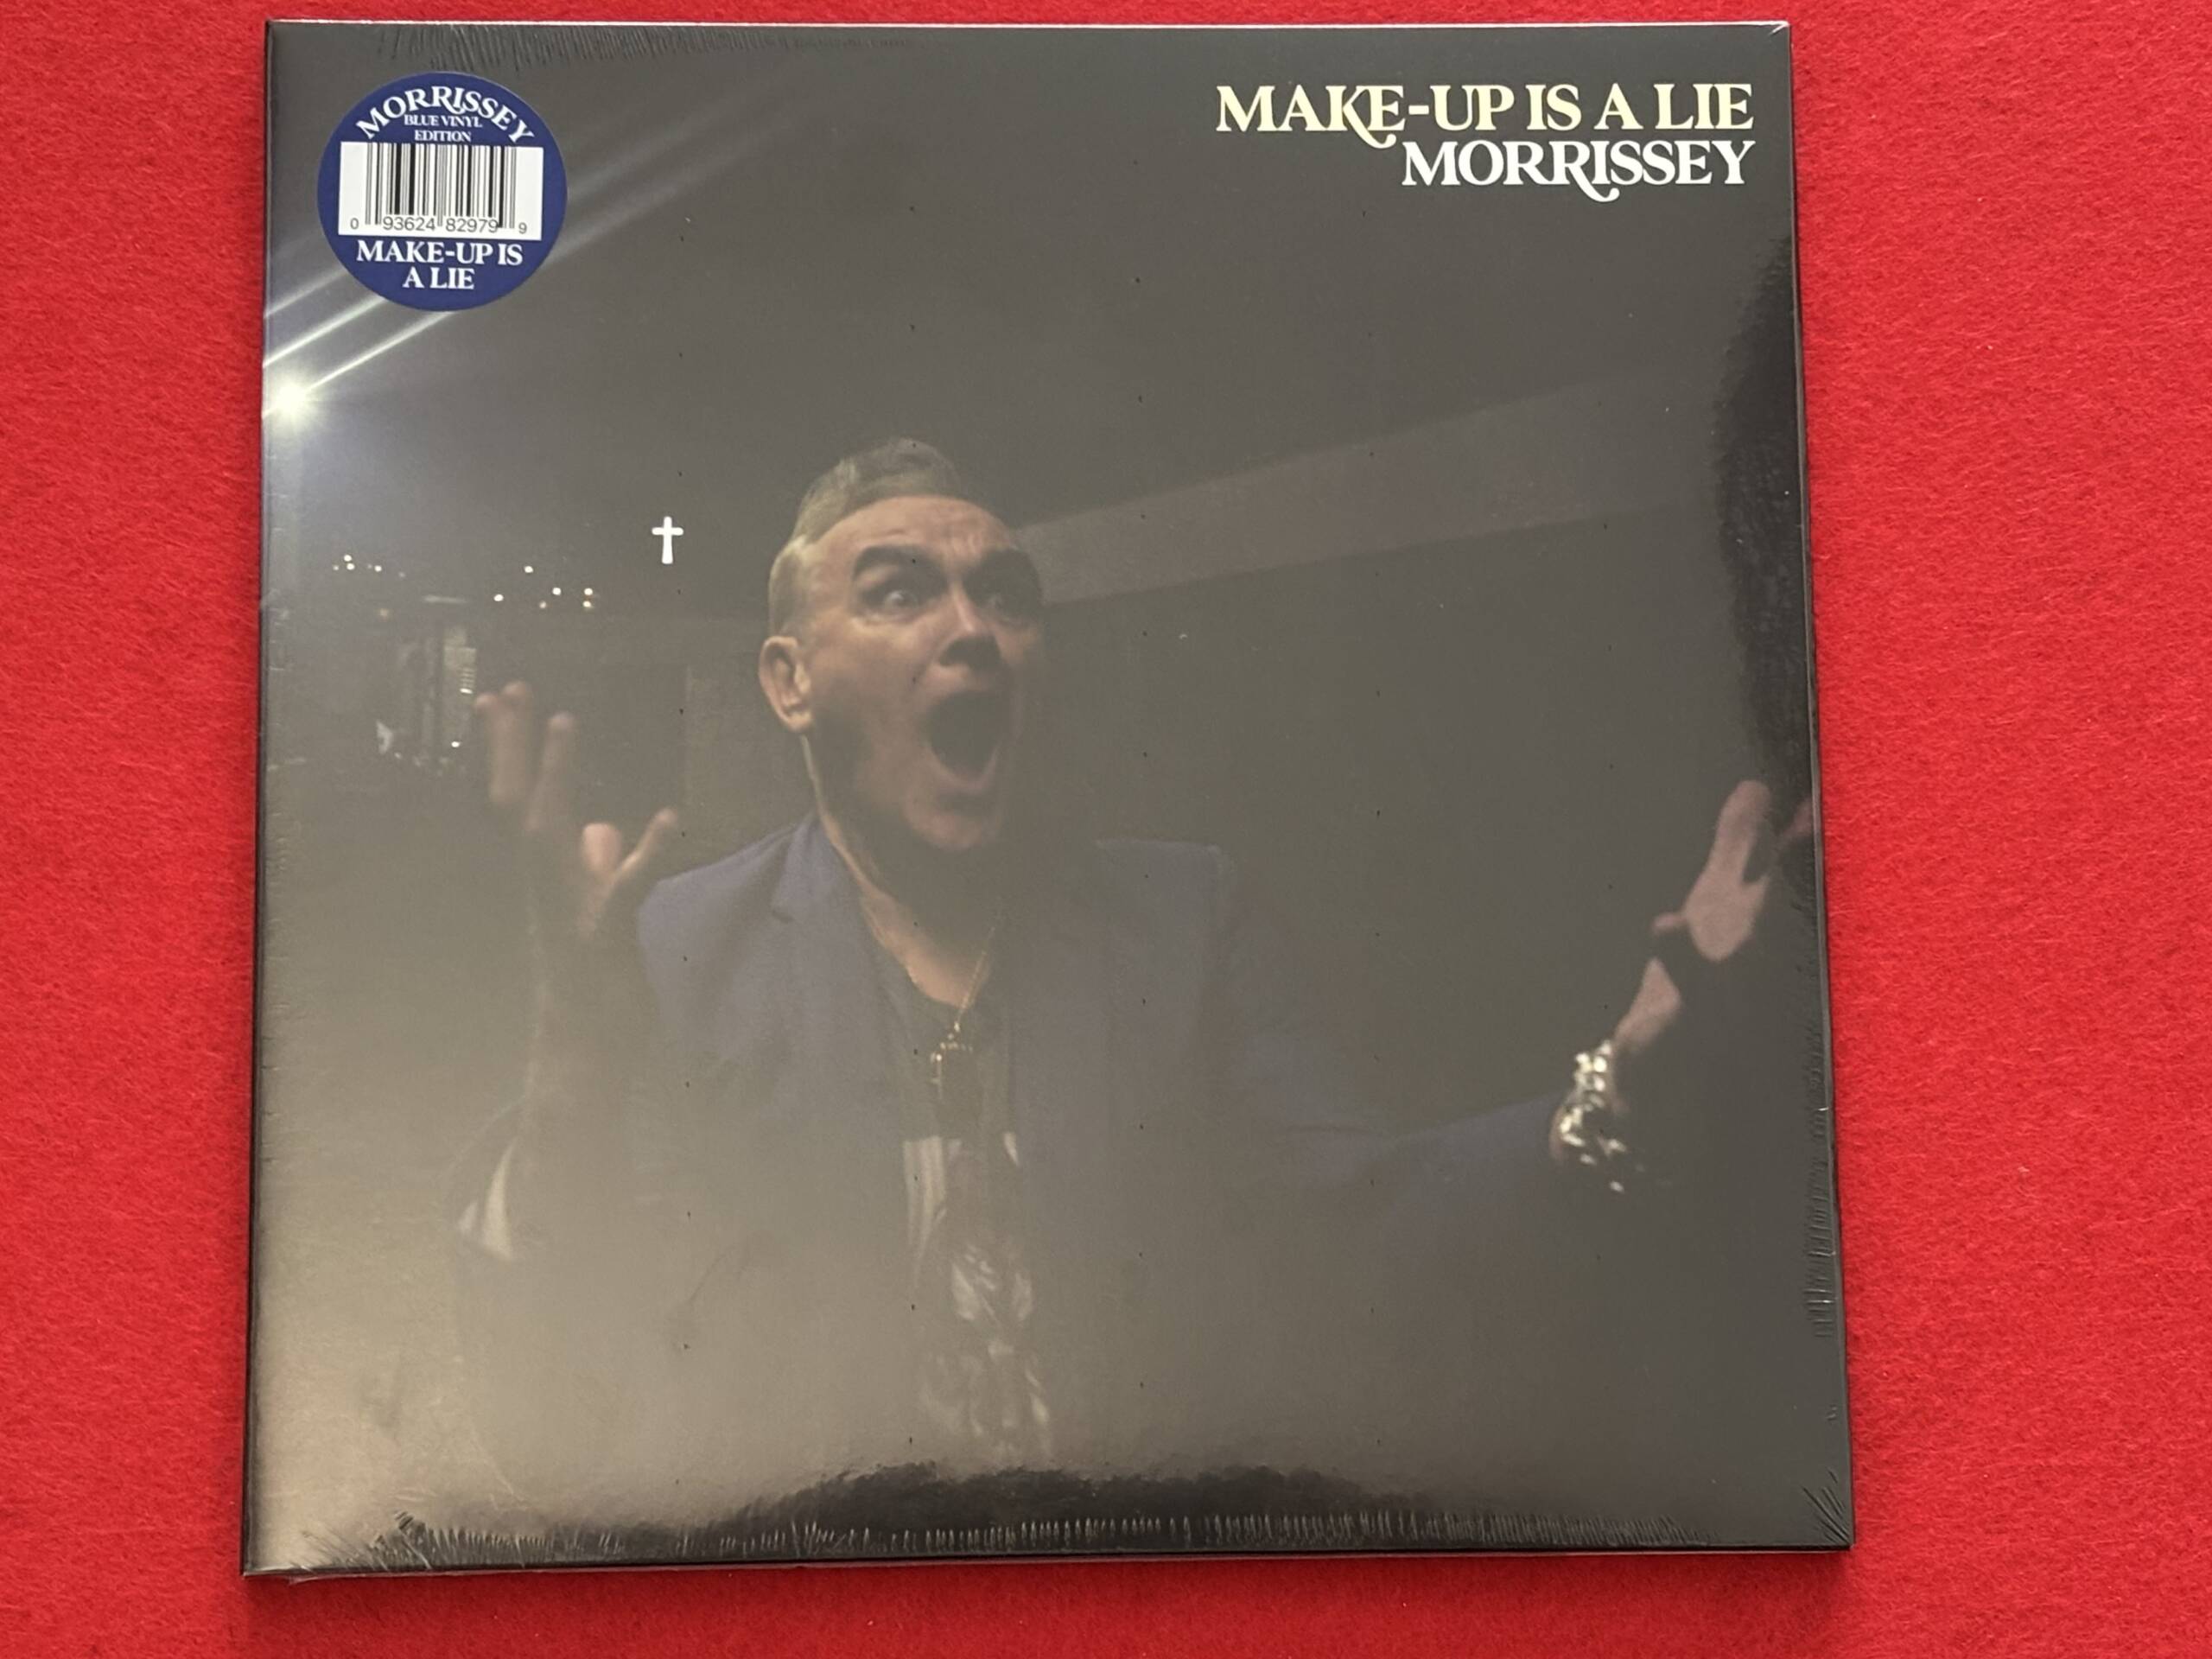 MORRISSEY
BLUE VINYL
EDITION
0 93624 82979 9
MAKE-UP IS
A LIE
MAKE-UP IS A LIE
MORRISSEY